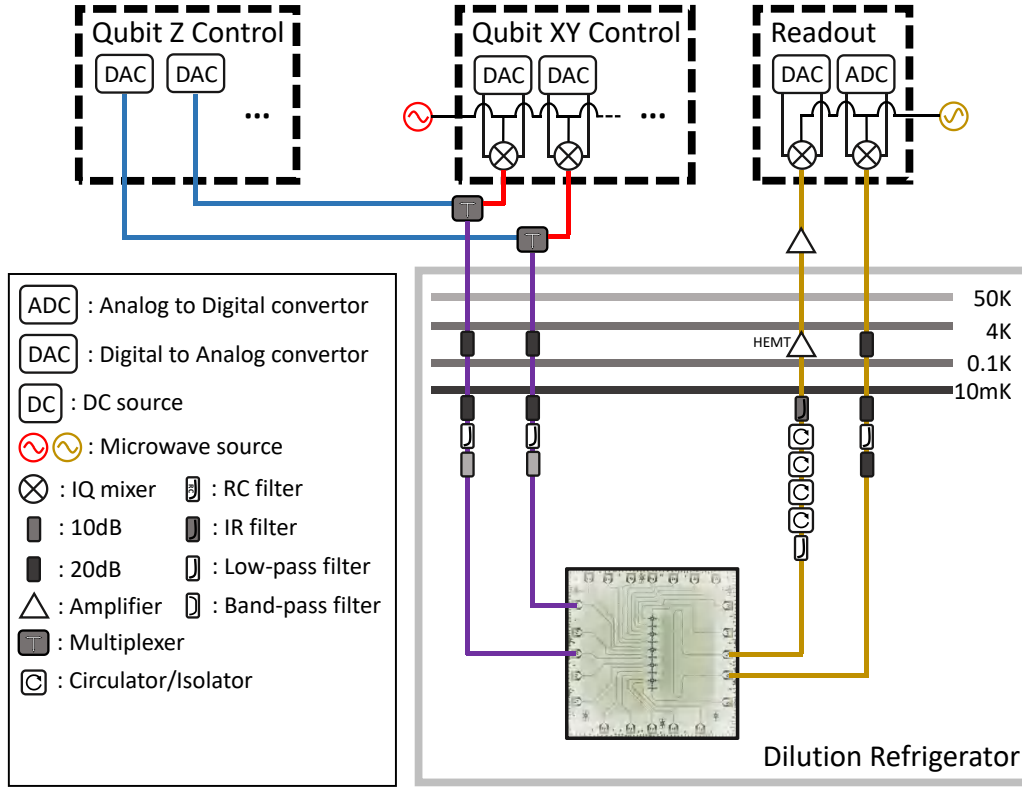 Qubit Z Control
DAC
DAC
...
Qubit XY Control
DAC
DAC
...
Readout
DAC
ADC
T
T
50K
4K
HEMT
0.1K
10mK
ADC : Analog to Digital convertor
DAC : Digital to Analog convertor
DC : DC source
: Microwave source
: IQ mixer
RC : RC filter
: 10dB
: IR filter
: 20dB
: Low-pass filter
: Amplifier
: Band-pass filter
T : Multiplexer
: Circulator/Isolator
Dilution Refrigerator